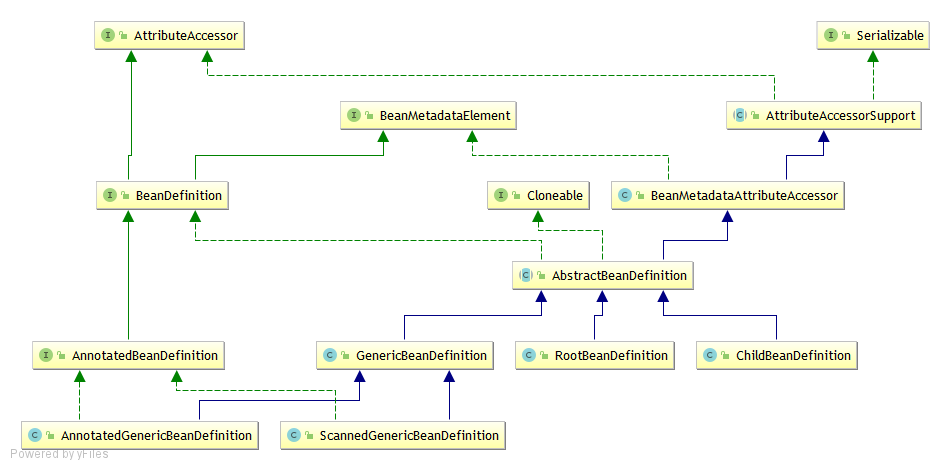 I AttributeAccessor
I Serializable
I BeanMetadataElement
C AttributeAccessorSupport
I BeanDefinition
I Cloneable
C BeanMetadataAttributeAccessor
C AbstractBeanDefinition
I AnnotatedBeanDefinition
C GenericBeanDefinition
C RootBeanDefinition
C ChildBeanDefinition
C AnnotatedGenericBeanDefinition
C ScannedGenericBeanDefinition
Powered by yFiles